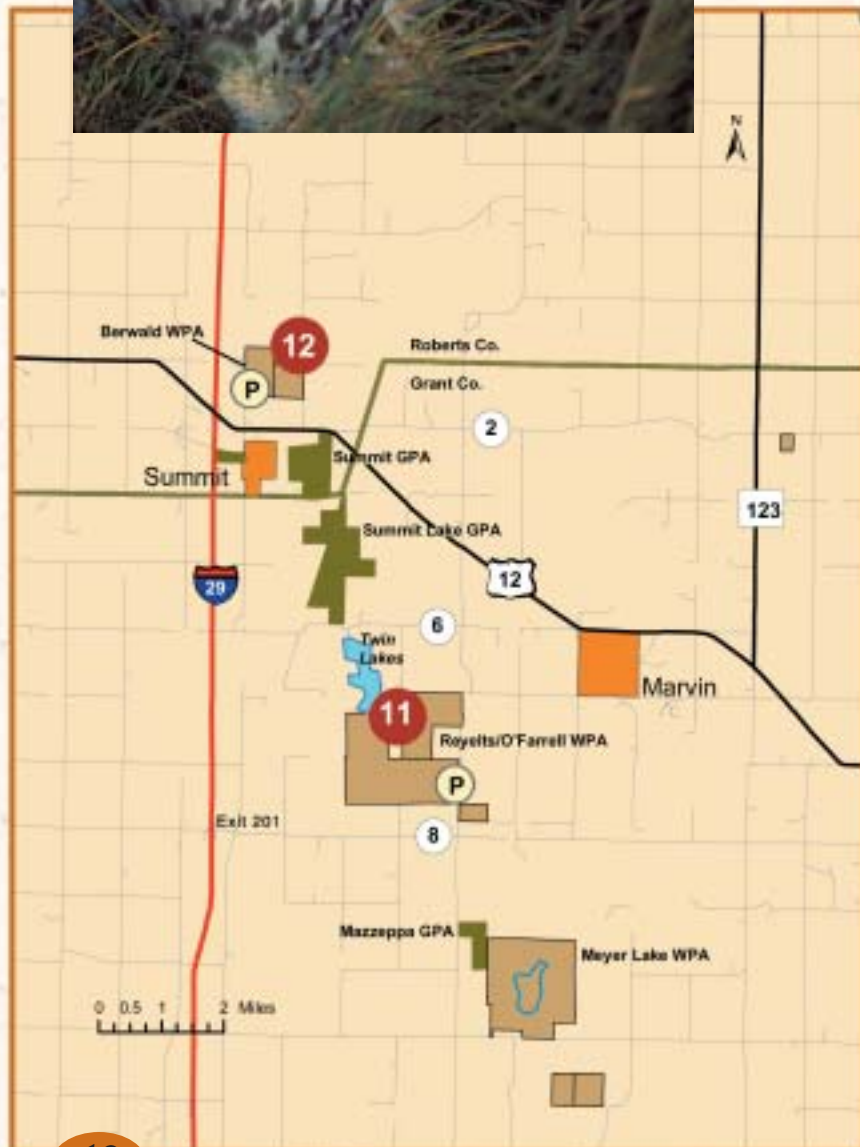 N
Berwald WPA
12
Roberts Co.
P
Grant Co.
2
Summit GPA
Summit
123
Summit Lake GPA
12
29
6
Twin
Lakes
Marvin
11
Reyelts/O'Farrell WPA
P
Exit 201
8
Mazzeppa GPA
Meyer Lake WPA
0 0.5 1 2 Miles